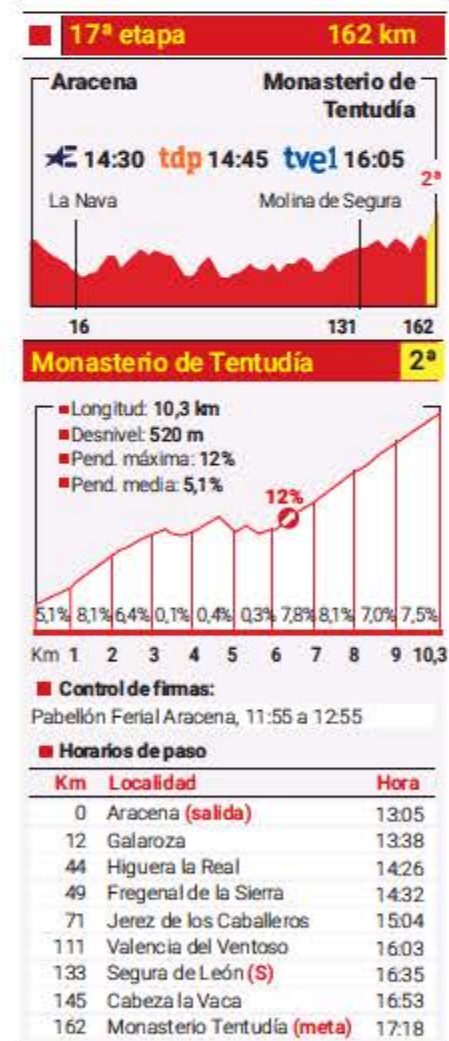 17ª etapa 162 km
Aracena Monasterio de
Tentudía
14:30 tdp 14:45 tve1 16:05
2ª
La Nava Molina de Segura
16 131 162
Monasterio de Tentudía 2ª
Longitud: 10,3 km
Desnivel: 520 m
Pend. máxima: 12%
Pend. media: 5,1%
12%
5,1% 8,1% 6,4% 0,1% 0,4% 0,3% 7,8% 8,1% 7,0% 7,5%
Km 1 2 3 4 5 6 7 8 9 10,3
Control de firmas:
Pabellón Ferial Aracena, 11:55 a 12:55
Horarios de paso
Km Localidad Hora
0 Aracena (salida) 13:05
12 Galaroza 13:38
44 Higuera la Real 14:26
49 Fregenal de la Sierra 14:32
71 Jerez de los Caballeros 15:04
111 Valencia del Ventoso 16:03
133 Segura de León (S) 16:35
145 Cabeza la Vaca 16:53
162 Monasterio Tentudía (meta) 17:18